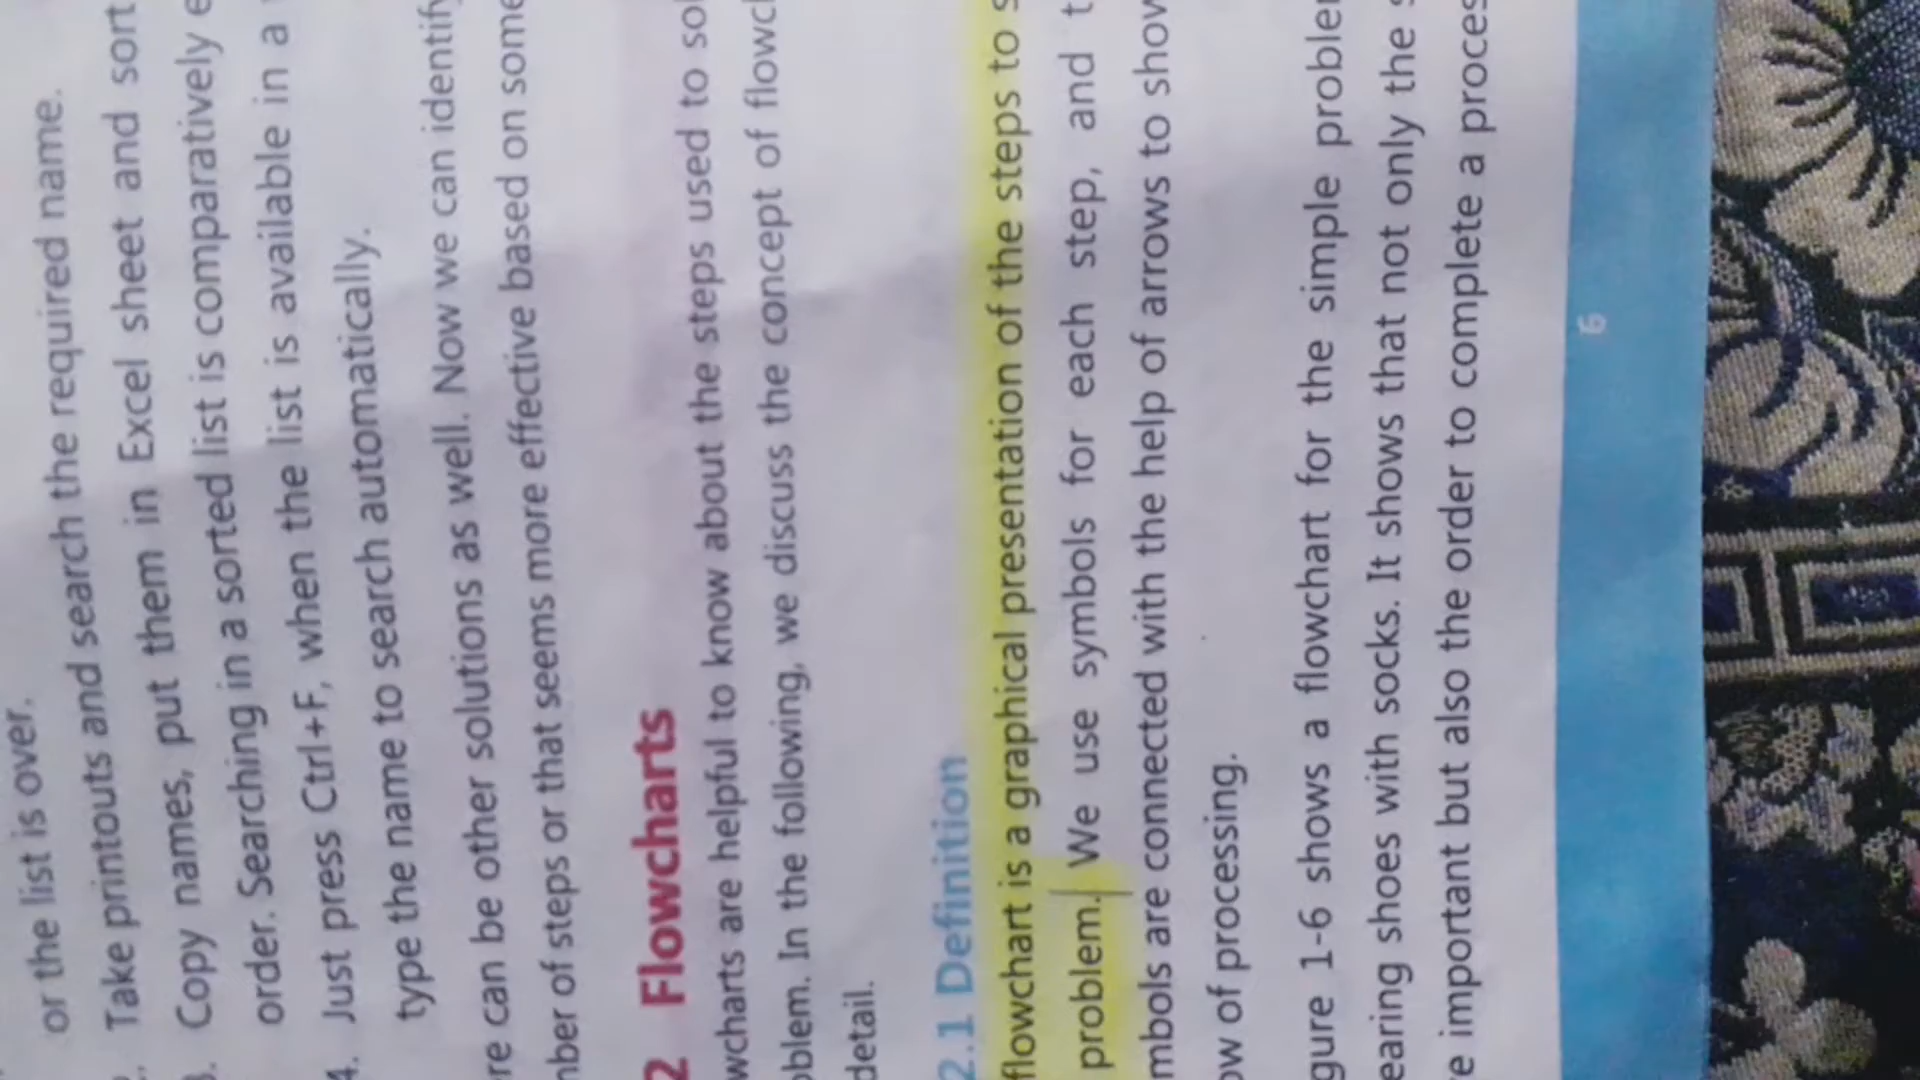 or the list is over.
Take printouts and search the required name.
Copy names, put them in Excel sheet and sort
order. Searching in a sorted list is comparatively
4. Just press Ctrl+F, when the list is available in a
type the name to search automatically.
re can be other solutions as well. Now we can identify
nber of steps or that seems more effective based on some
2 Flowcharts
wcharts are helpful to know about the steps used to sol
oblem. In the following, we discuss the concept of flowc
detail.
2.1 Definition
flowchart is a graphical presentation of the steps to s
problem. We use symbols for each step, and t
mbols are connected with the help of arrows to show
ow of processing.
gure 1-6 shows a flowchart for the simple problem
earing shoes with socks. It shows that not only the s
e important but also the order to complete a proces
6